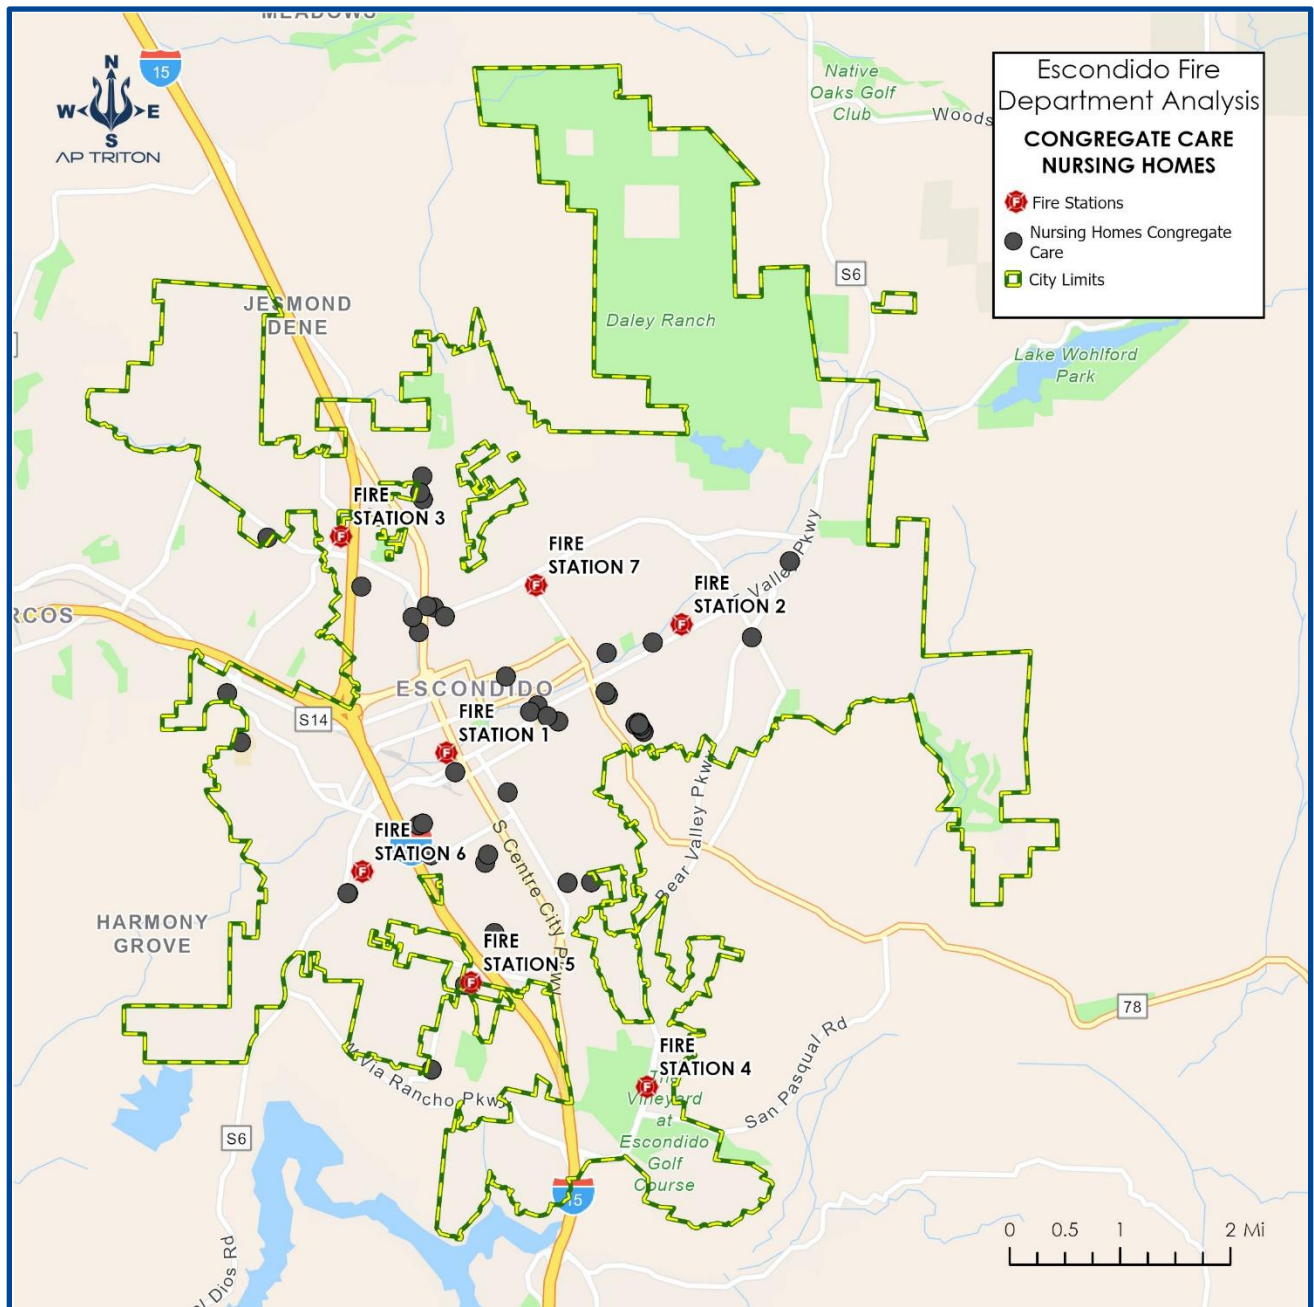 MEADOWS
15
N
W
E
S
AP TRITON
Native
Oaks Golf
Club
Woods
Escondido Fire
Department Analysis
CONGREGATE CARE
NURSING HOMES
Fire Stations
Nursing Homes Congregate
Care
City Limits
S6
JESMOND
DENE
Daley Ranch
Lake Wohlford
Park
FIRE
STATION 3
FIRE
STATION 7
Valley Pkwy
FIRE
STATION 2
RCOS
ESCONDIDO
S14
FIRE
STATION 1
Bear Valley Pkwy
S Centre City Pkwy
FIRE
STATION 6
HARMONY
GROVE
FIRE
STATION 5
78
FIRE
STATION 4
San Pasqual Rd
W Via Rancho Pkwy
The
Vineyard
at
Escondido
Golf
Course
S6
15
0 0.5 1 2 Mi
Dios Rd